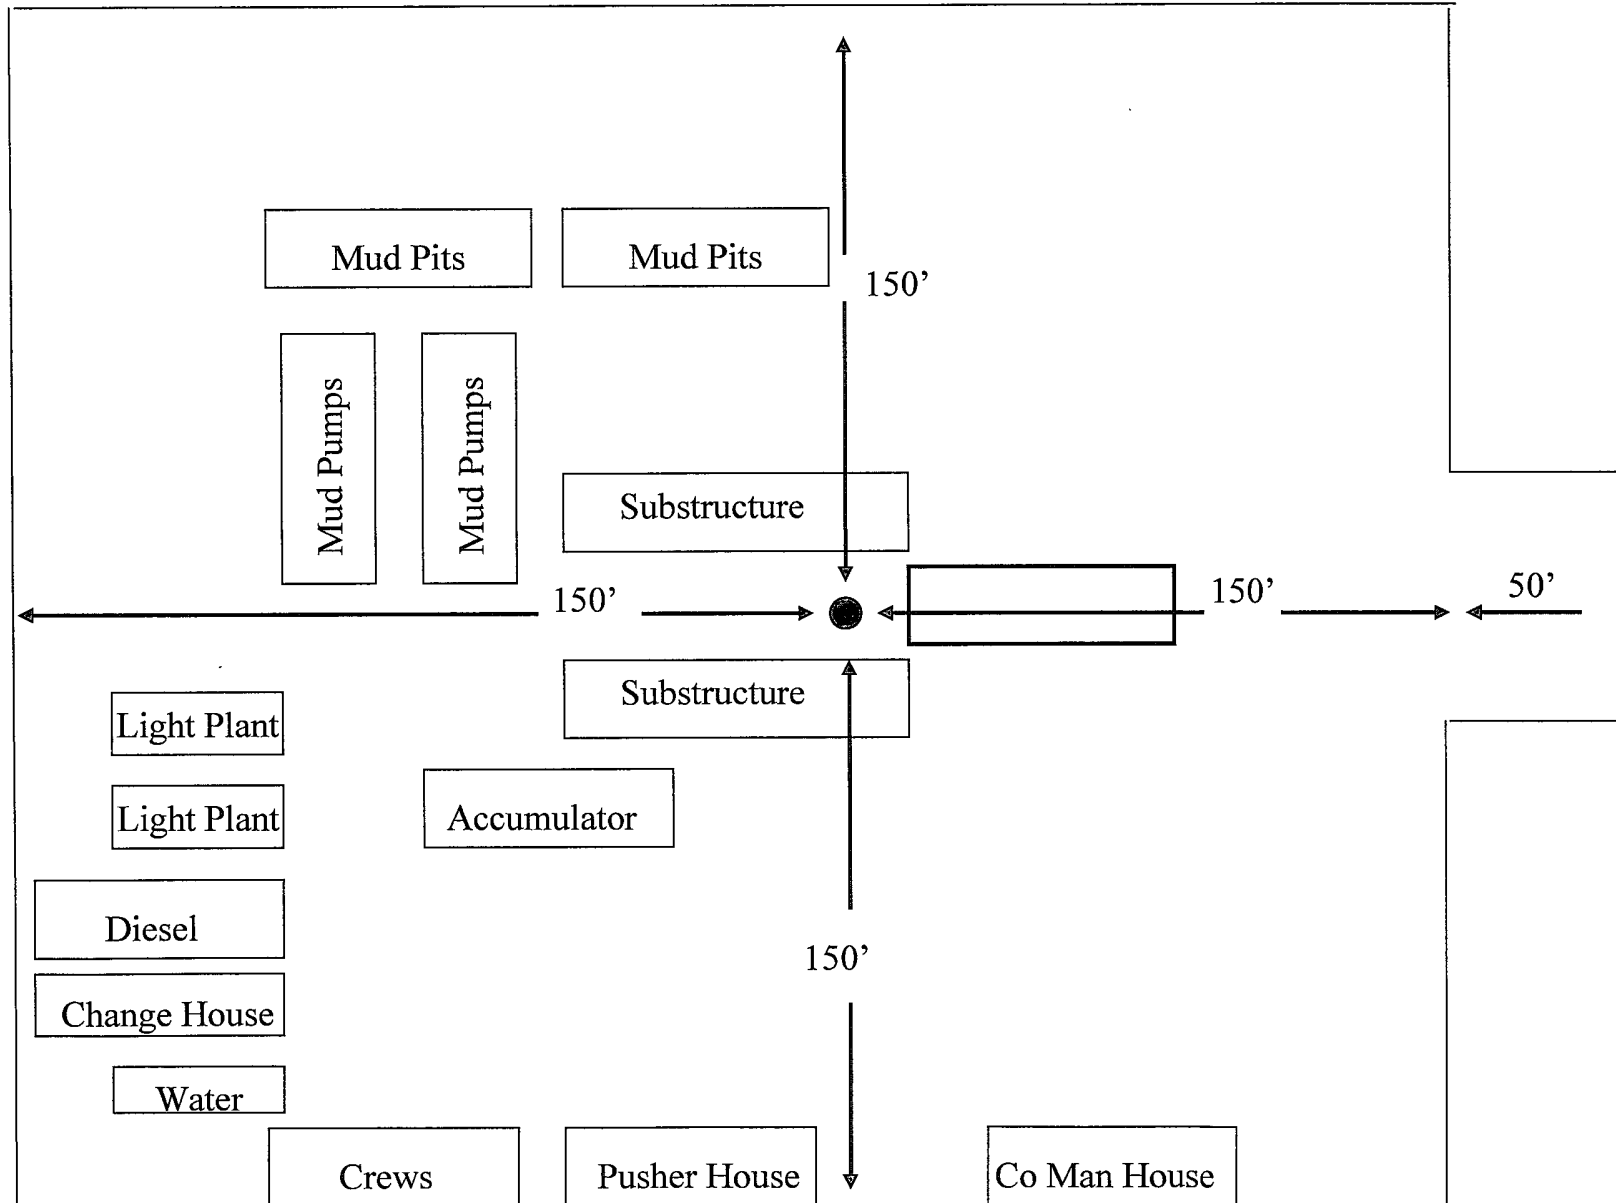 Mud Pits
Mud Pits
150’
Mud Pumps
Mud Pumps
Substructure
150’
150’
50’
Substructure
Light Plant
Light Plant
Accumulator
Diesel
150’
Change House
Water
Crews
Pusher House
Co Man House